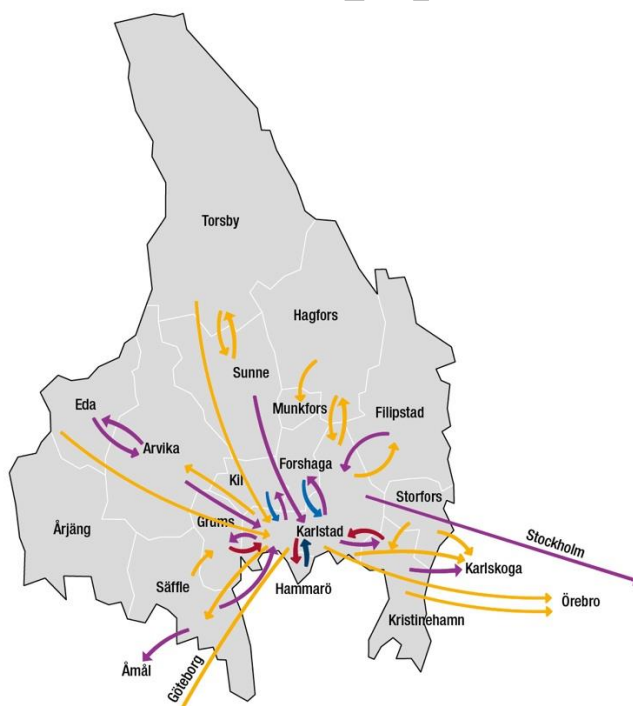 Torsby
Hagfors
Sunne
Eda
Munkfors
Filipstad
Arvika
Forshaga
Kil
Storfors
Årjäng
Grums
Karlstad
Stockholm
Karlskoga
Säffle
Hammarö
Örebro
Kristinehamn
Åmål
Göteborg